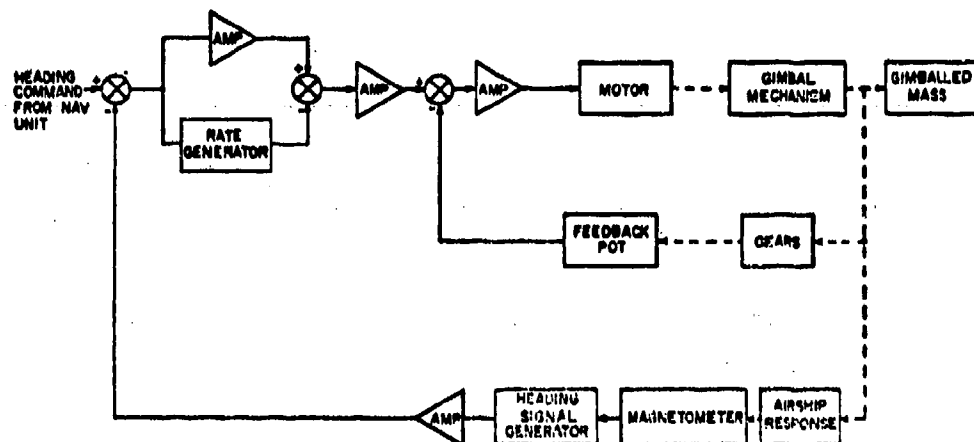 HEADING
COMMAND
FROM NAV
UNIT
AMP
RATE
GENERATOR
AMP
AMP
MOTOR
GIMBAL
MECHANISM
GIMBALLED
MASS
FEEDBACK
POT
GEARS
AMP
HEADING
SIGNAL
GENERATOR
MAGNETOMETER
AIRSHIP
RESPONSE